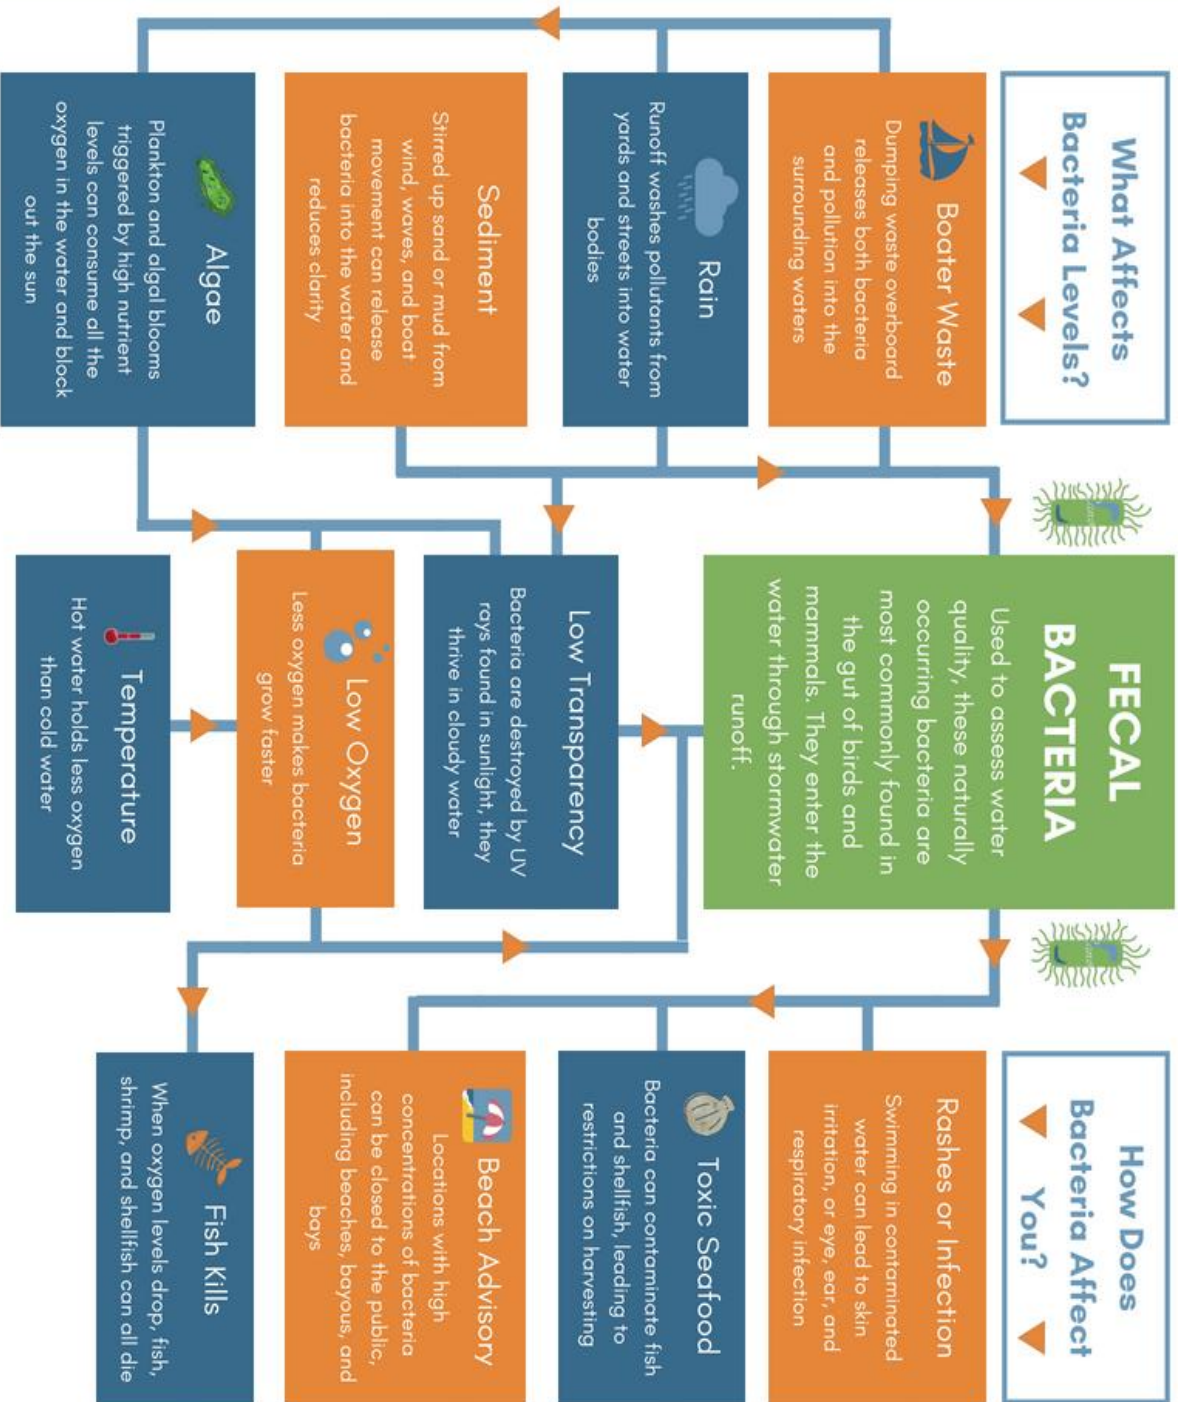 What Affects
Bacteria Levels?
Boater Waste
Dumping waste overboard
releases both bacteria
and pollution into the
surrounding waters
Rain
Runoff washes pollutants from
yards and streets into water
bodies
Sediment
Stirred up sand or mud from
wind, waves, and boat
movement can release
bacteria into the water and
reduces clarity
Algae
Plankton and algal blooms
triggered by high nutrient
levels can consume all the
oxygen in the water and block
out the sun
FECAL
BACTERIA
Used to assess water
quality, these naturally
occurring bacteria are
most commonly found in
the gut of birds and
mammals. They enter the
water through stormwater
runoff.
Low Transparency
Bacteria are destroyed by UV
rays found in sunlight, they
thrive in cloudy water
Low Oxygen
Less oxygen makes bacteria
grow faster
Temperature
Hot water holds less oxygen
than cold water
How Does
Bacteria Affect
You?
Rashes or Infection
Swimming in contaminated
water can lead to skin
irritation, or eye, ear, and
respiratory infection
Toxic Seafood
Bacteria can contaminate fish
and shellfish, leading to
restrictions on harvesting
Beach Advisory
Locations with high
concentrations of bacteria
can be closed to the public,
including beaches, bayous, and
bays
Fish Kills
When oxygen levels drop, fish,
shrimp, and shellfish can all die